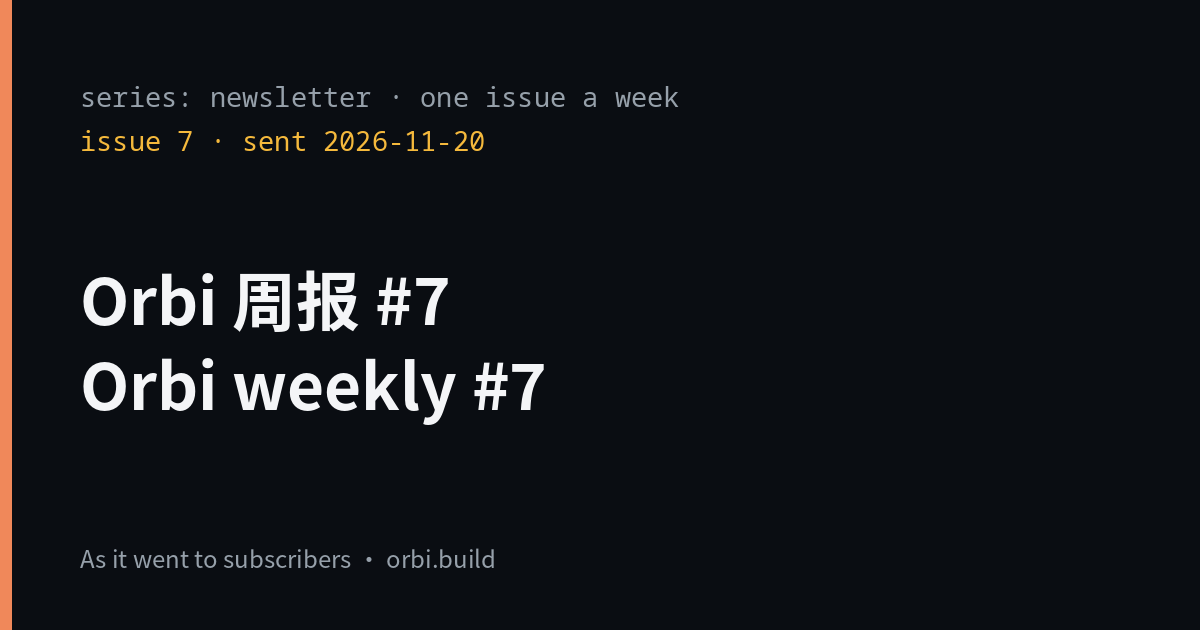 series: newsletter · one issue a week
issue 7 · sent 2026-11-20
Orbi 周报 #7
Orbi weekly #7
As it went to subscribers • orbi.build